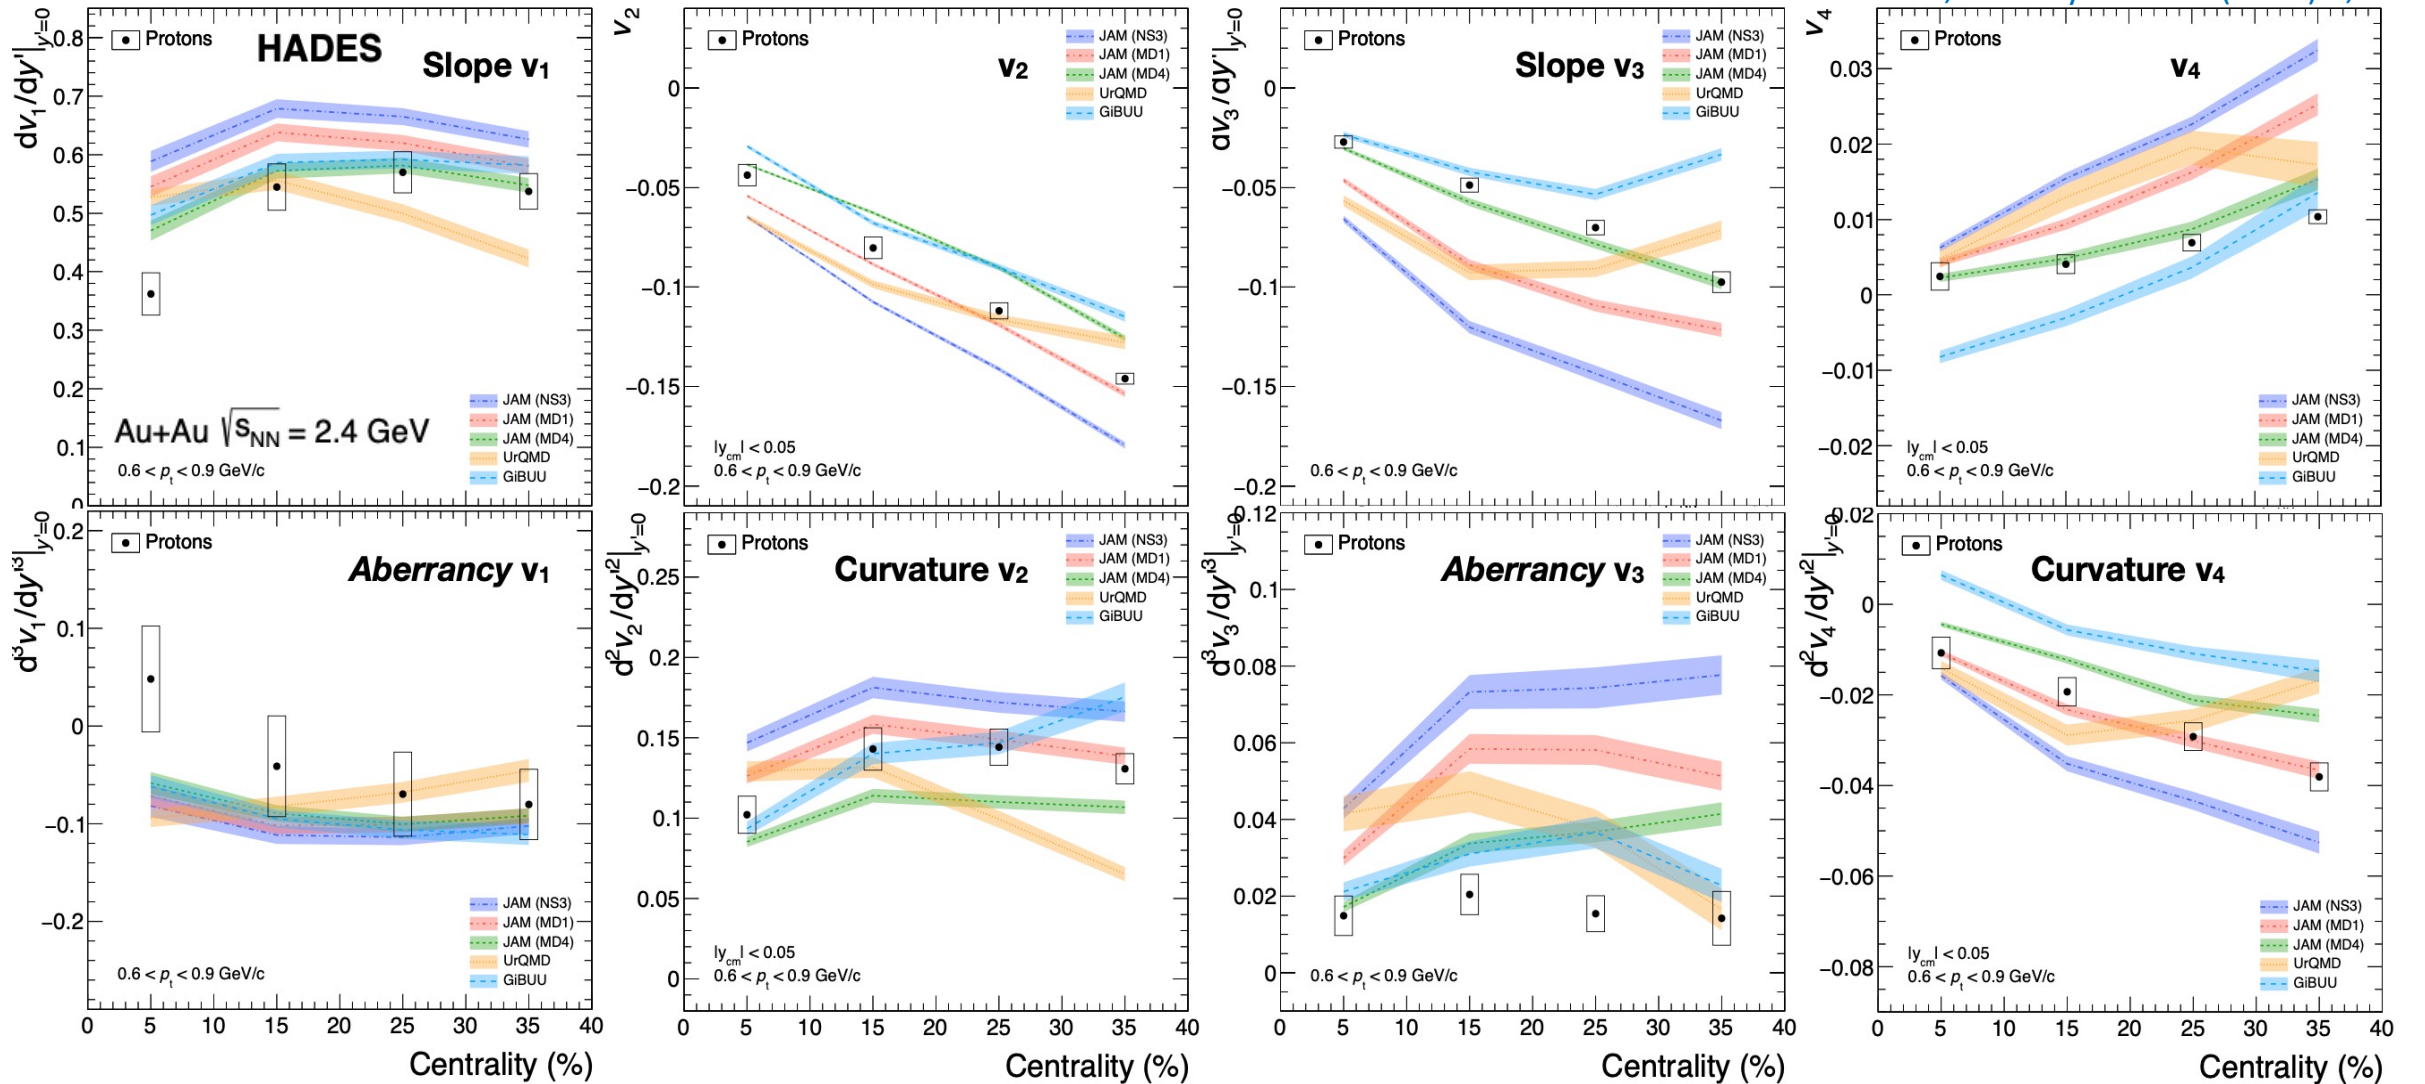 dv₁/dy'|y'=0
0.8
0.7
0.6
0.5
0.4
0.3
0.2
0.1
0
Protons
HADES
Slope v₁
Au+Au √sNN = 2.4 GeV
0.6 < pt < 0.9 GeV/c
JAM (NS3)
JAM (MD1)
JAM (MD4)
UrQMD
GiBUU
v₂
0
−0.05
−0.1
−0.15
−0.2
Protons
v₂
JAM (NS3)
JAM (MD1)
JAM (MD4)
UrQMD
GiBUU
|ycm| < 0.05
0.6 < pt < 0.9 GeV/c
dv₃/dy'|y'=0
0
−0.05
−0.1
−0.15
−0.2
Protons
Slope v₃
JAM (NS3)
JAM (MD1)
JAM (MD4)
UrQMD
GiBUU
0.6 < pt < 0.9 GeV/c
v₄
0.03
0.02
0.01
0
−0.01
−0.02
Protons
v₄
JAM (NS3)
JAM (MD1)
JAM (MD4)
UrQMD
GiBUU
|ycm| < 0.05
0.6 < pt < 0.9 GeV/c
d³v₁/dy'³|y'=0
0.2
0.1
0
−0.1
−0.2
Protons
Aberrancy v₁
0.6 < pt < 0.9 GeV/c
JAM (NS3)
JAM (MD1)
JAM (MD4)
UrQMD
GiBUU
0 5 10 15 20 25 30 35 40
Centrality (%)
d²v₂/dy'²|y'=0
0.25
0.2
0.15
0.1
0.05
0
Protons
Curvature v₂
JAM (NS3)
JAM (MD1)
JAM (MD4)
UrQMD
GiBUU
|ycm| < 0.05
0.6 < pt < 0.9 GeV/c
0 5 10 15 20 25 30 35 40
Centrality (%)
d³v₃/dy'³|y'=0
0.12
0.1
0.08
0.06
0.04
0.02
0
Protons
Aberrancy v₃
JAM (NS3)
JAM (MD1)
JAM (MD4)
UrQMD
GiBUU
0.6 < pt < 0.9 GeV/c
0 5 10 15 20 25 30 35 40
Centrality (%)
d²v₄/dy'²|y'=0
0.02
0
−0.02
−0.04
−0.06
−0.08
Protons
Curvature v₄
JAM (NS3)
JAM (MD1)
JAM (MD4)
UrQMD
GiBUU
|ycm| < 0.05
0.6 < pt < 0.9 GeV/c
0 5 10 15 20 25 30 35 40
Centrality (%)